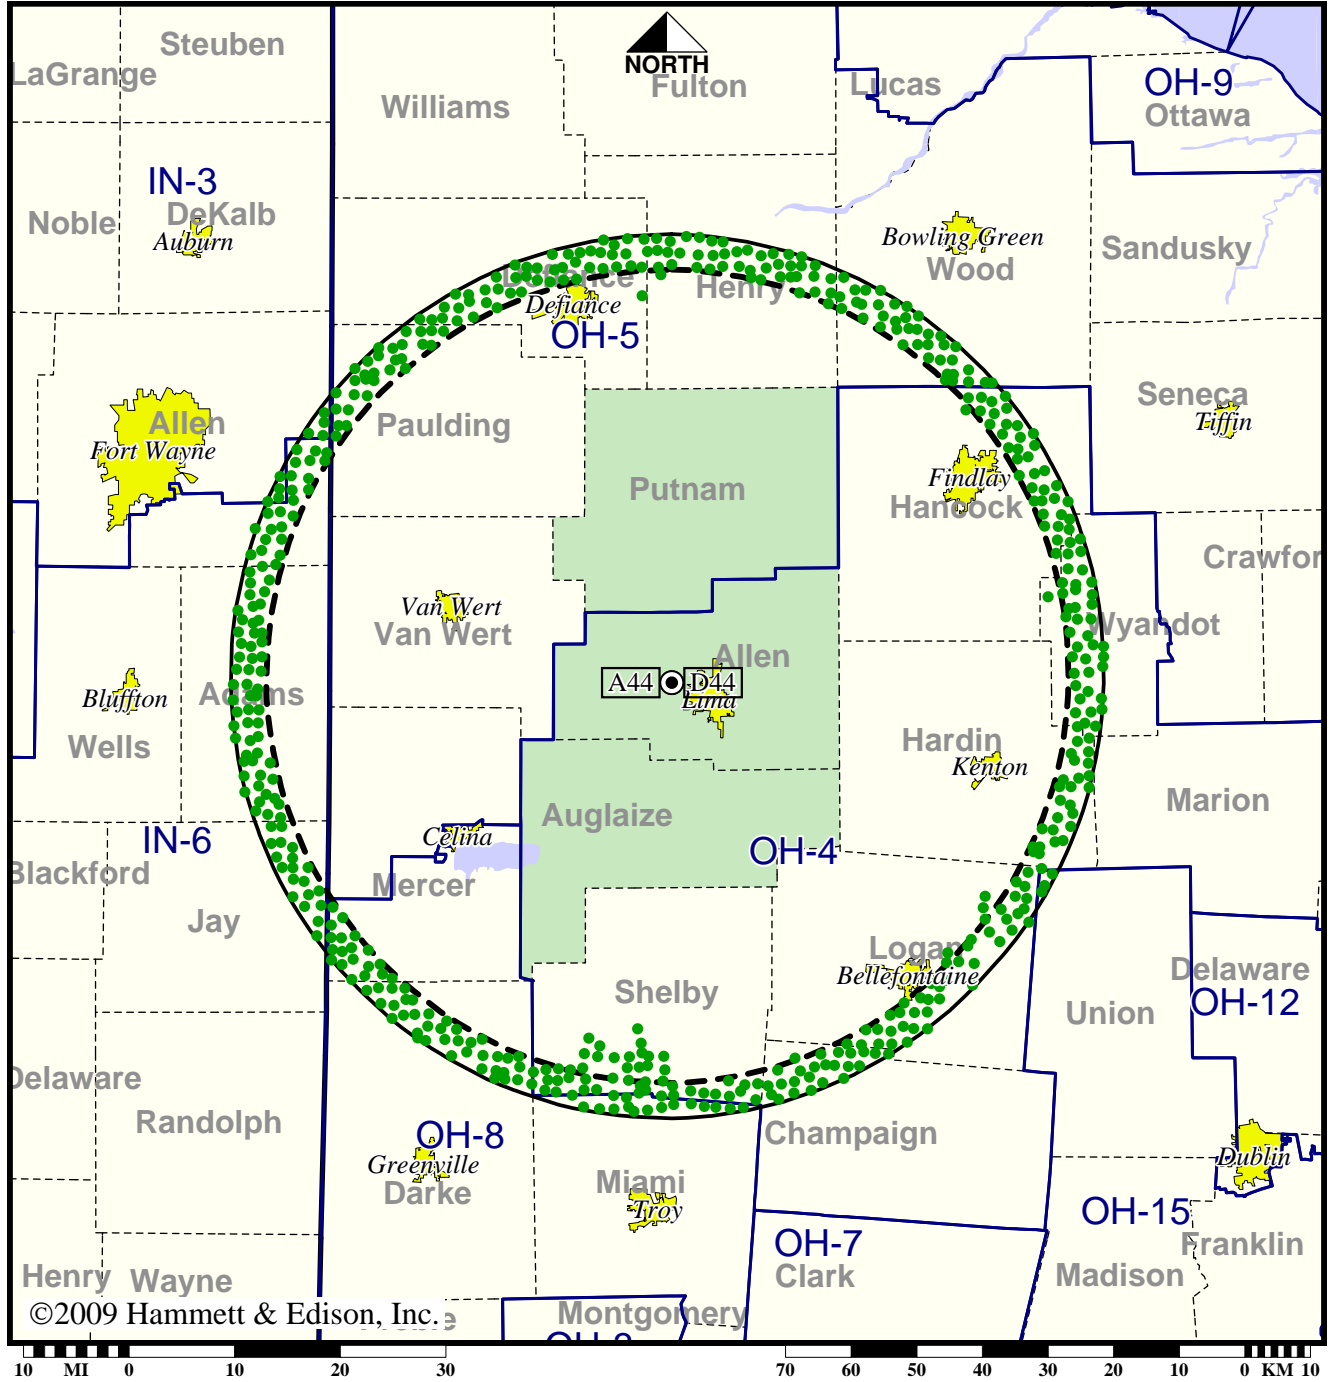 Steuben
LaGrange
NORTH
Fulton
Williams
Lucas
OH-9
Ottawa
IN-3
DeKalb
Noble
Auburn
Bowling Green
Wood
Sandusky
Defiance
Henry
Defiance
OH-5
Allen
Fort Wayne
Paulding
Seneca
Tiffin
Putnam
Findlay
Hancock
Crawfor
Van Wert
Van Wert
Wyandot
Allen
A44
D44
Lima
Adams
Bluffton
Wells
Hardin
Kenton
Marion
Auglaize
IN-6
Celina
OH-4
Blackford
Mercer
Jay
Logan
Bellefontaine
Delaware
OH-12
Shelby
Union
Delaware
Randolph
OH-8
Champaign
Greenville
Darke
Dublin
Miami
Troy
OH-15
OH-7
Franklin
Henry
Wayne
Clark
Madison
©2009 Hammett & Edison, Inc.
Montgomery
10 MI 0 10 20 30
70 60 50 40 30 20 10 0 KM 10